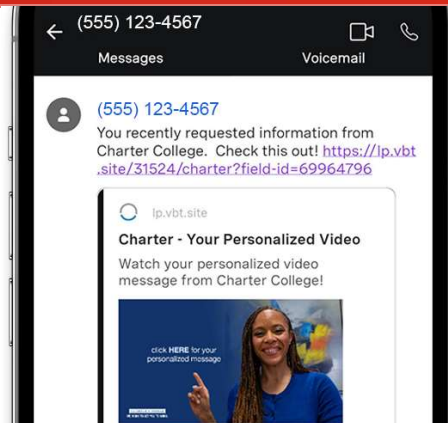 (555) 123-4567
Messages Voicemail
(555) 123-4567
You recently requested information from
Charter College. Check this out! https://lp.vbt
.site/31524/charter?field-id=69964796
lp.vbt.site
Charter - Your Personalized Video
Watch your personalized video
message from Charter College!
click HERE for your
personalized message